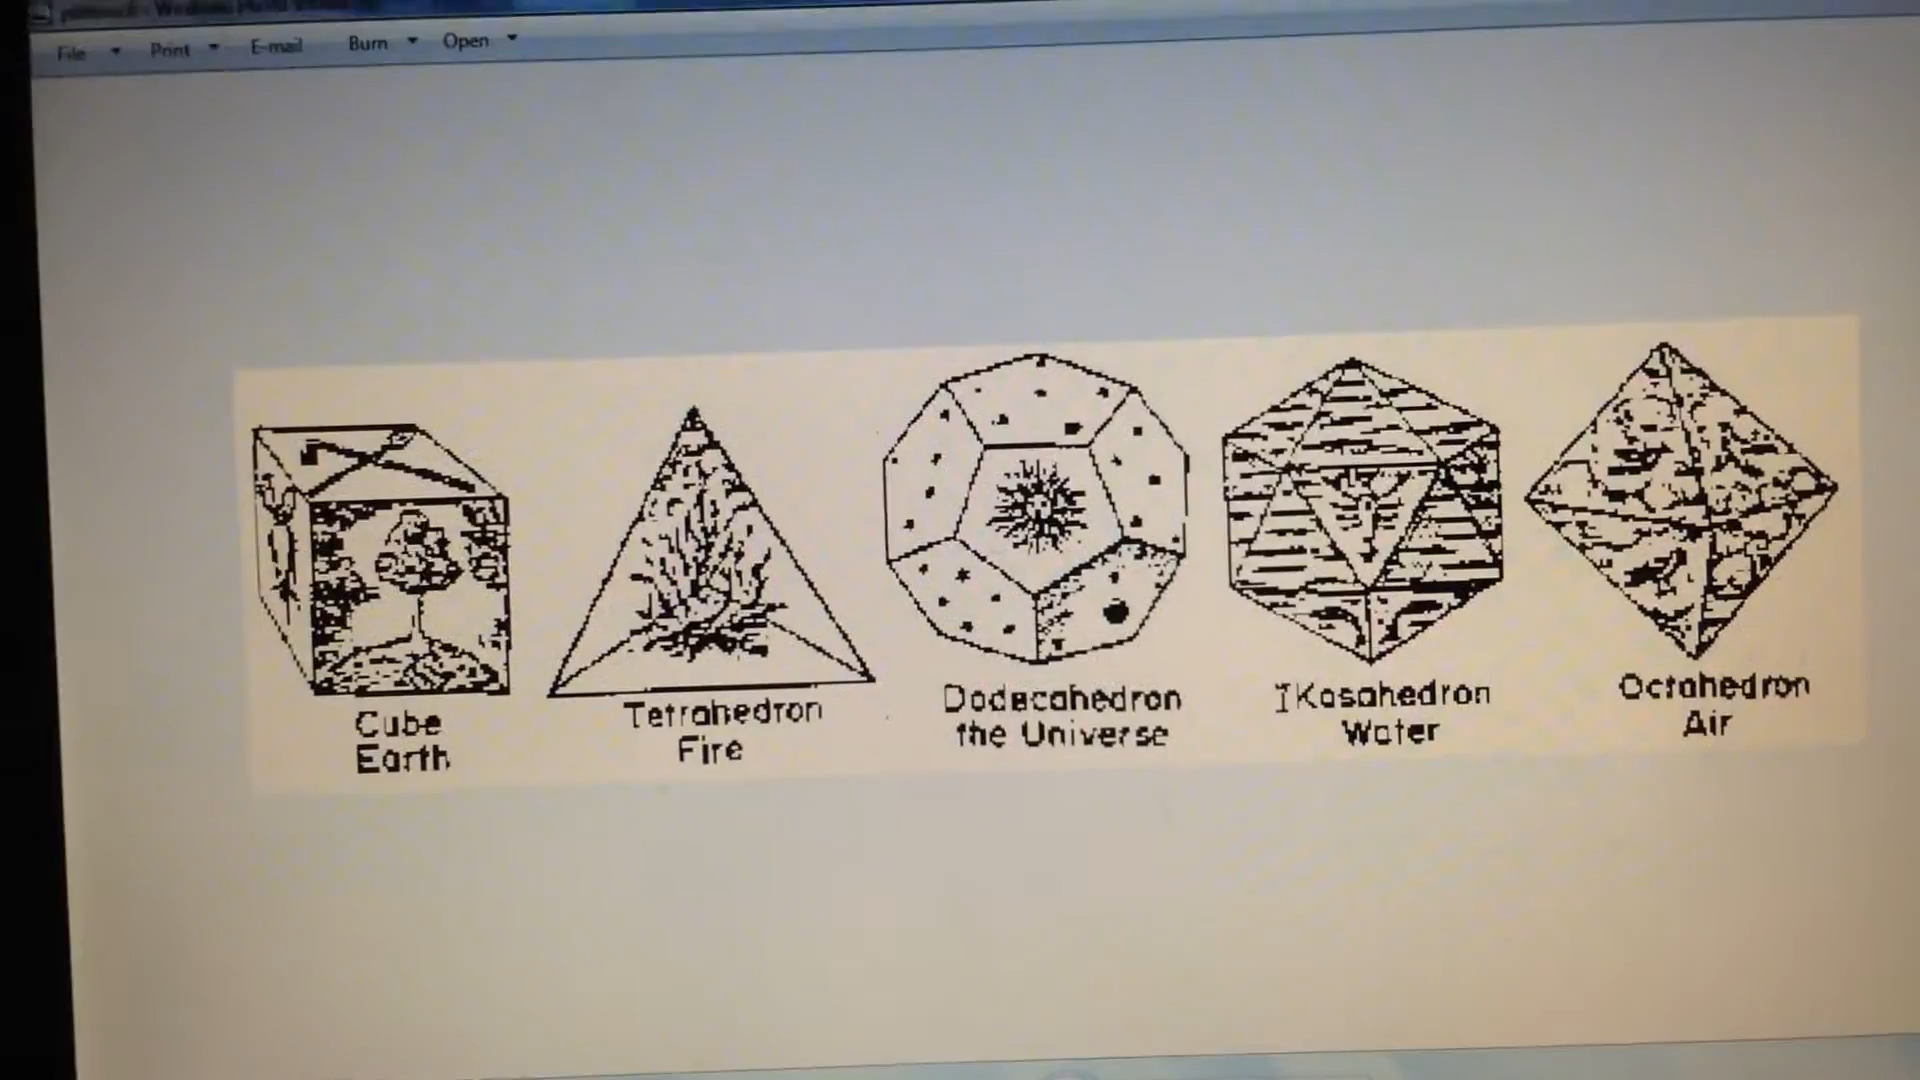 File Print E-mail Burn Open
Cube
Earth
Tetrahedron
Fire
Dodecahedron
the Universe
IKosahedron
Water
Octahedron
Air